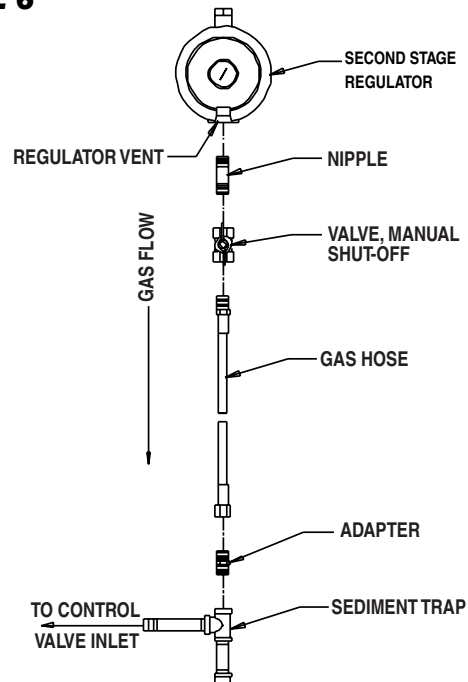 6
SECOND STAGE
REGULATOR
REGULATOR VENT
NIPPLE
VALVE, MANUAL
SHUT-OFF
GAS FLOW
GAS HOSE
ADAPTER
TO CONTROL
VALVE INLET
SEDIMENT TRAP